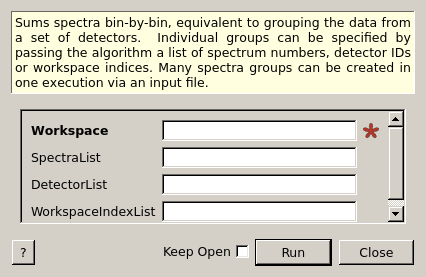 Sums spectra bin-by-bin, equivalent to grouping the data from
a set of detectors. Individual groups can be specified by
passing the algorithm a list of spectrum numbers, detector IDs
or workspace indices. Many spectra groups can be created in
one execution via an input file.
Workspace
SpectraList
DetectorList
WorkspaceIndexList
? Keep Open Run Close